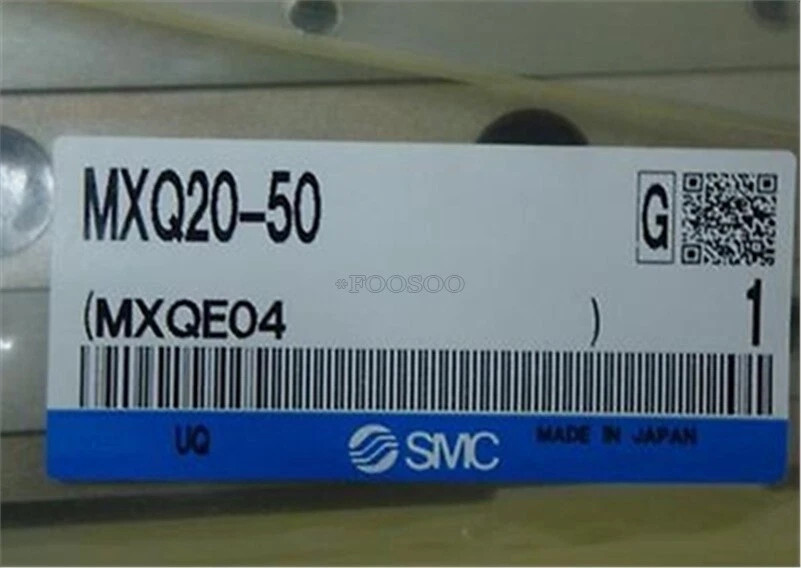 MXQ20-50
G
#FOOSOO
(MXQE04 )
1
UQ
SMC
MADE IN JAPAN